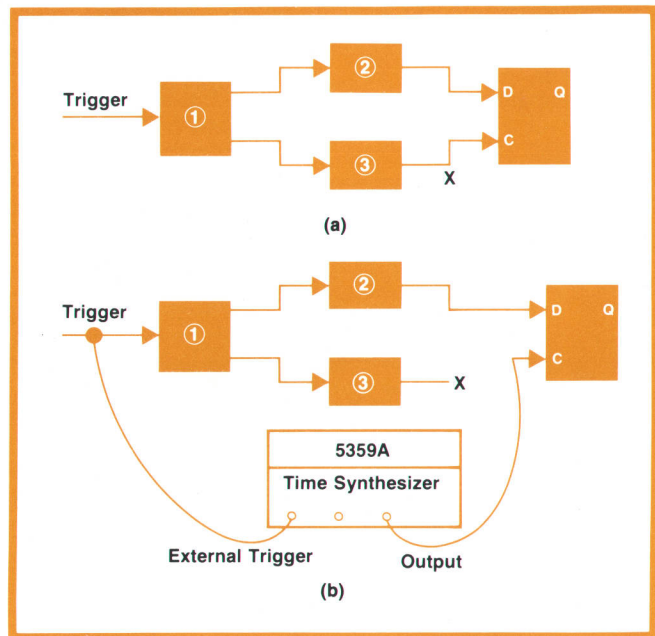 ②
Trigger
①
D Q
C
③
X
(a)
②
Trigger
①
D Q
C
③
X
5359A
Time Synthesizer
External Trigger
Output
(b)